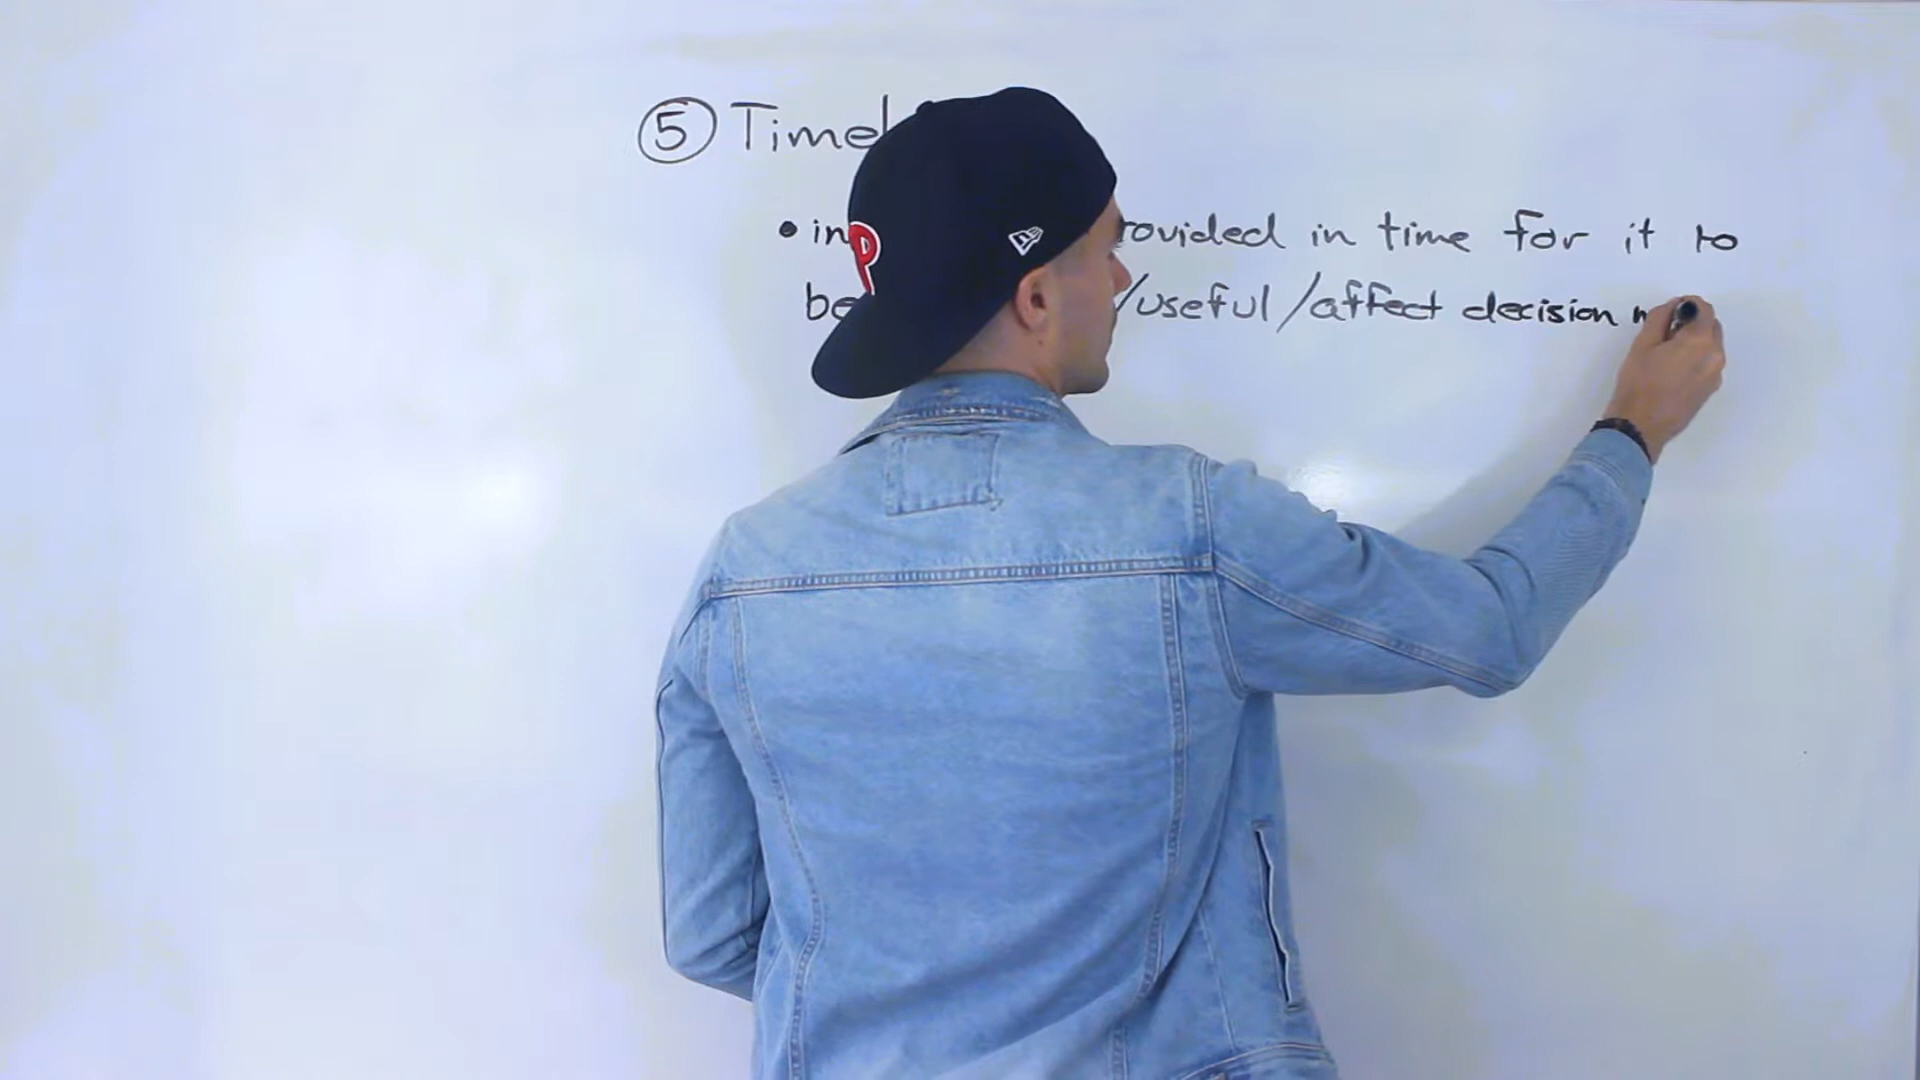 ⑤ Timel
• in rovided in time for it to
be /useful/affect decision m
P